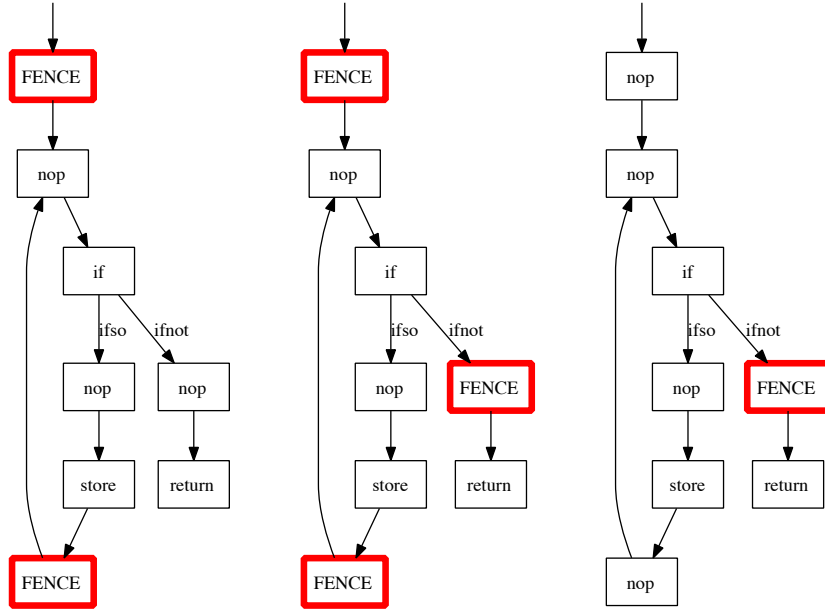 FENCE
nop
if
ifso ifnot
nop nop
store return
FENCE
FENCE
nop
if
ifso ifnot
nop FENCE
store return
FENCE
nop
nop
if
ifso ifnot
nop FENCE
store return
nop